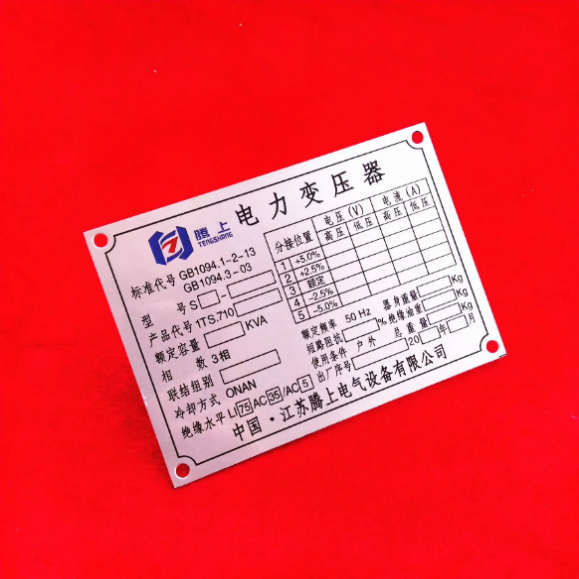 腾上 TENGSHANG 电力变压器
标准代号 GB1094.1-2-13
GB1094.3-03
型 号 S -
产品代号 1TS.710
额定容量 KVA
相 数 3相
联结组别
冷却方式 ONAN
绝缘水平 LI 75 AC 35 /AC 5
分接位置 电压(V) 电流(A)
高压 低压 高压 低压
1 +5.0%
2 +2.5%
3 额定
4 -2.5%
5 -5.0%
额定频率 50 Hz 器身重量 Kg
短路阻抗 % 绝缘油重 Kg
使用条件 户外 总重量 Kg
出厂序号 20 年 月
中国·江苏腾上电气设备有限公司